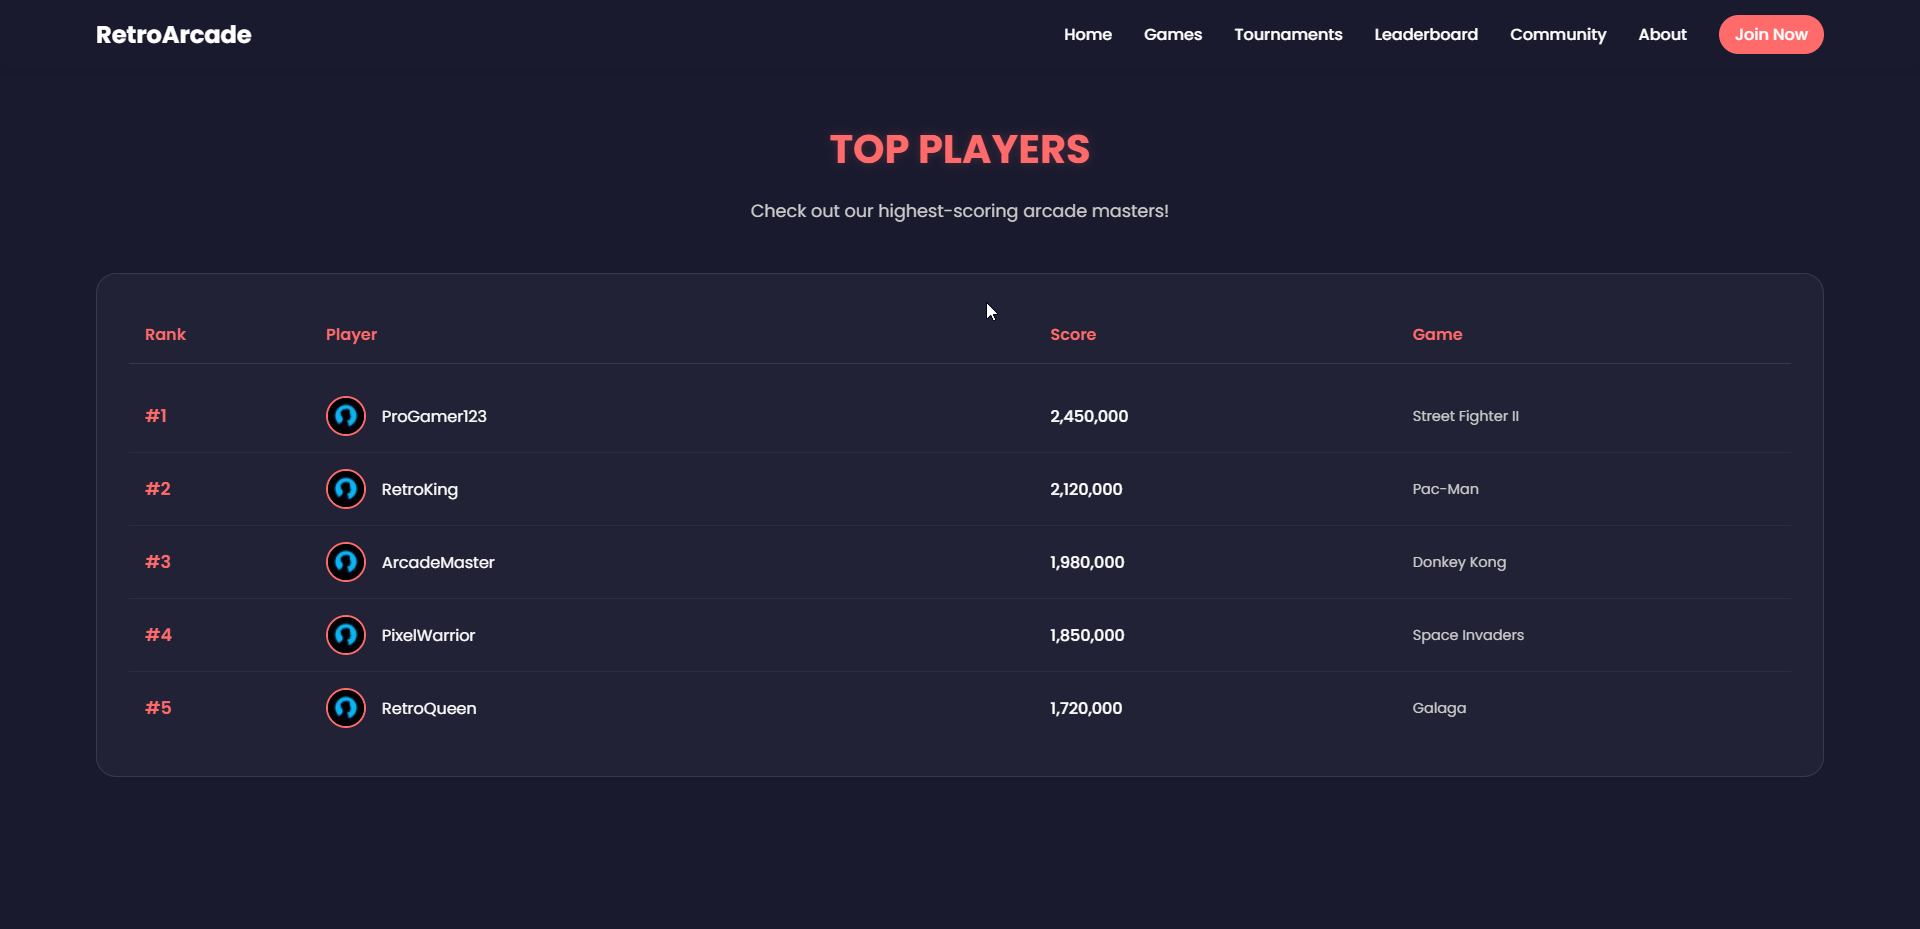 RetroArcade Home Games Tournaments Leaderboard Community About Join Now
TOP PLAYERS
Check out our highest-scoring arcade masters!
Rank Player Score Game
#1 ProGamer123 2,450,000 Street Fighter II
#2 RetroKing 2,120,000 Pac-Man
#3 ArcadeMaster 1,980,000 Donkey Kong
#4 PixelWarrior 1,850,000 Space Invaders
#5 RetroQueen 1,720,000 Galaga